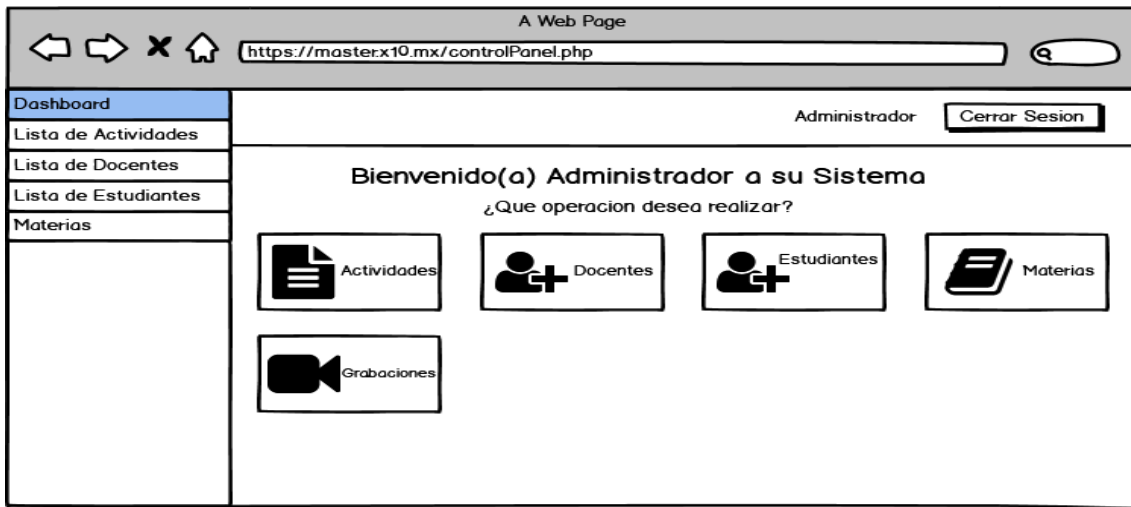 A Web Page
https://master.x10.mx/controlPanel.php
Dashboard
Lista de Actividades
Lista de Docentes
Lista de Estudiantes
Materias
Administrador
Cerrar Sesion
Bienvenido(a) Administrador a su Sistema
¿Que operacion desea realizar?
Actividades
Docentes
Estudiantes
Materias
Grabaciones